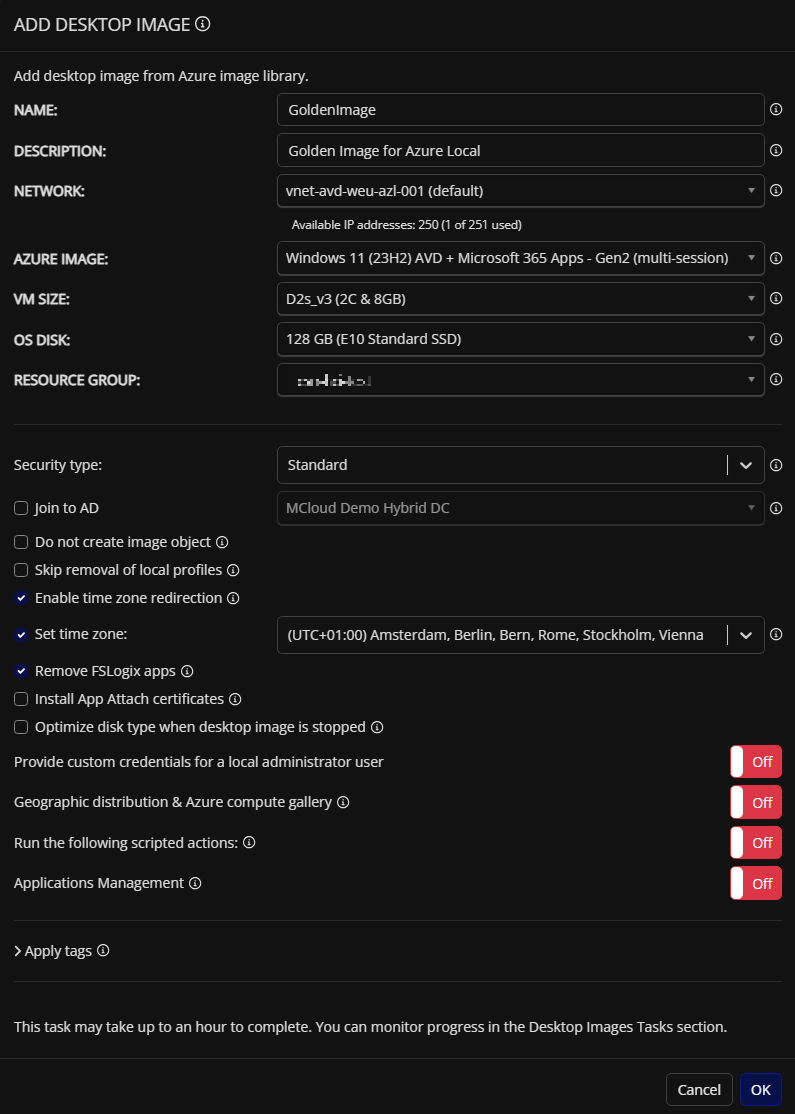 ADD DESKTOP IMAGE
Add desktop image from Azure image library.
NAME: GoldenImage
DESCRIPTION: Golden Image for Azure Local
NETWORK: vnet-avd-weu-azl-001 (default)
Available IP addresses: 250 (1 of 251 used)
AZURE IMAGE: Windows 11 (23H2) AVD + Microsoft 365 Apps - Gen2 (multi-session)
VM SIZE: D2s_v3 (2C & 8GB)
OS DISK: 128 GB (E10 Standard SSD)
RESOURCE GROUP:
Security type: Standard
Join to AD MCloud Demo Hybrid DC
Do not create image object
Skip removal of local profiles
Enable time zone redirection
Set time zone: (UTC+01:00) Amsterdam, Berlin, Bern, Rome, Stockholm, Vienna
Remove FSLogix apps
Install App Attach certificates
Optimize disk type when desktop image is stopped
Provide custom credentials for a local administrator user Off
Geographic distribution & Azure compute gallery Off
Run the following scripted actions: Off
Applications Management Off
Apply tags
This task may take up to an hour to complete. You can monitor progress in the Desktop Images Tasks section.
Cancel OK